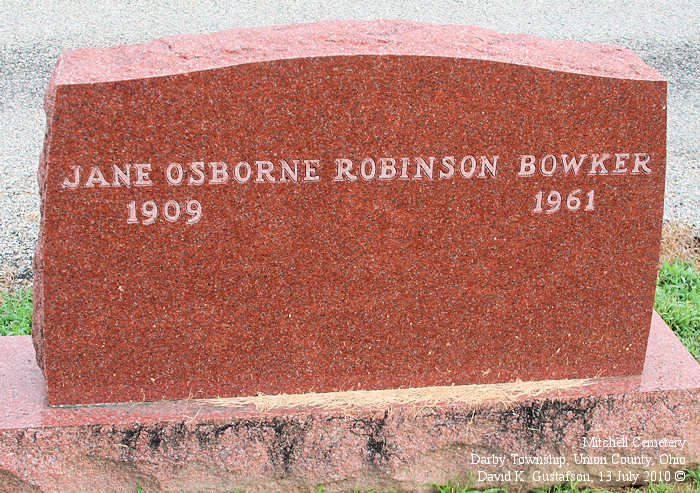 JANE OSBORNE ROBINSON BOWKER
1909 1961
Mitchell Cemetery
Darby Township, Union County, Ohio
David K. Gustafson, 13 July 2010 ©